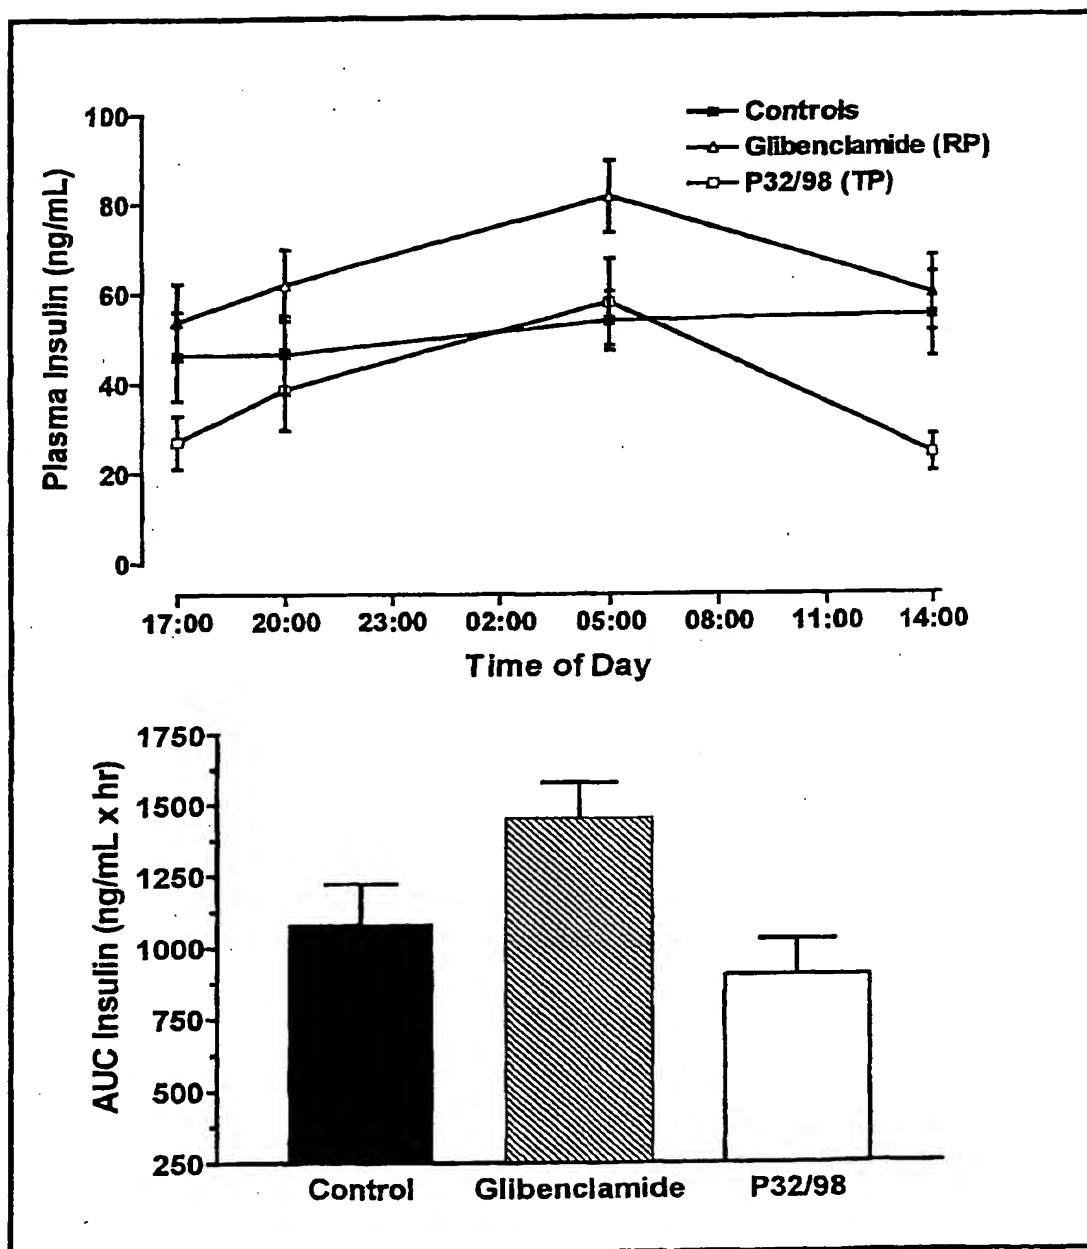 Controls
Glibenclamide (RP)
P32/98 (TP)
Plasma Insulin (ng/mL)
100
80
60
40
20
0
17:00 20:00 23:00 02:00 05:00 08:00 11:00 14:00
Time of Day
AUC Insulin (ng/mL x hr)
1750
1500
1250
1000
750
500
250
Control Glibenclamide P32/98